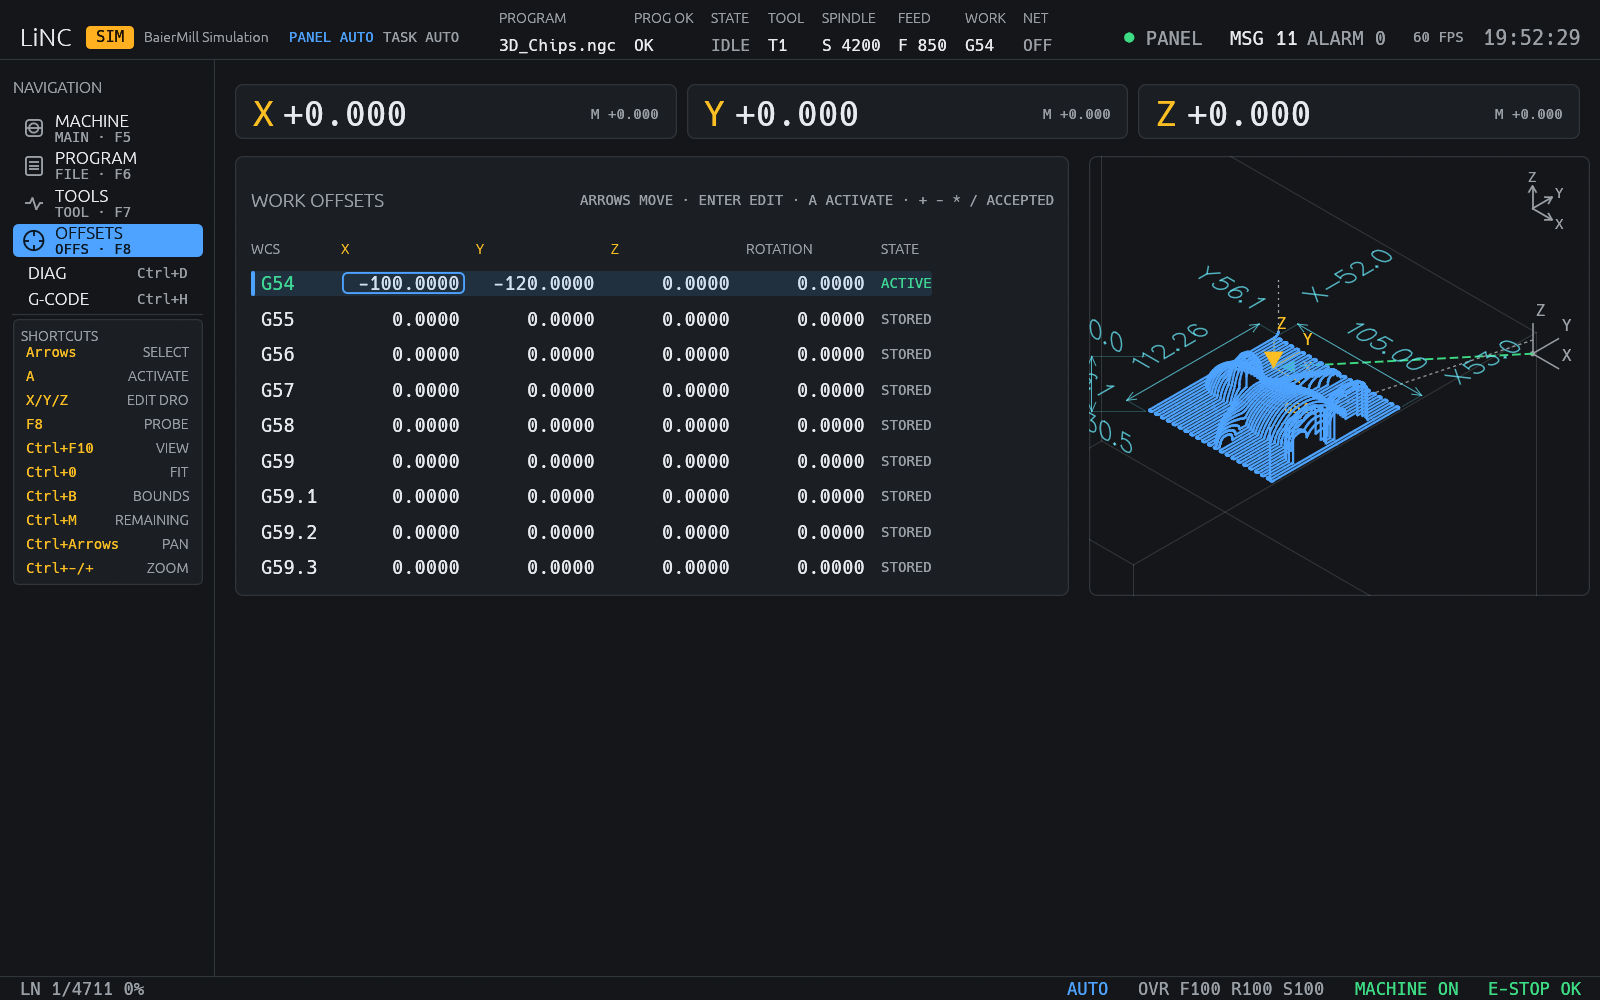 LiNC SIM BaierMill Simulation PANEL AUTO TASK AUTO
PROGRAM PROG OK STATE TOOL SPINDLE FEED WORK NET
3D_Chips.ngc OK IDLE T1 S 4200 F 850 G54 OFF
PANEL MSG 11 ALARM 0 60 FPS 19:52:29
NAVIGATION
MACHINE
MAIN · F5
PROGRAM
FILE · F6
TOOLS
TOOL · F7
OFFSETS
OFFS · F8
DIAG Ctrl+D
G-CODE Ctrl+H
SHORTCUTS
Arrows SELECT
A ACTIVATE
X/Y/Z EDIT DRO
F8 PROBE
Ctrl+F10 VIEW
Ctrl+0 FIT
Ctrl+B BOUNDS
Ctrl+M REMAINING
Ctrl+Arrows PAN
Ctrl+-/+ ZOOM
X +0.000 M +0.000
Y +0.000 M +0.000
Z +0.000 M +0.000
WORK OFFSETS ARROWS MOVE · ENTER EDIT · A ACTIVATE · + - * / ACCEPTED
WCS X Y Z ROTATION STATE
G54 -100.0000 -120.0000 0.0000 0.0000 ACTIVE
G55 0.0000 0.0000 0.0000 0.0000 STORED
G56 0.0000 0.0000 0.0000 0.0000 STORED
G57 0.0000 0.0000 0.0000 0.0000 STORED
G58 0.0000 0.0000 0.0000 0.0000 STORED
G59 0.0000 0.0000 0.0000 0.0000 STORED
G59.1 0.0000 0.0000 0.0000 0.0000 STORED
G59.2 0.0000 0.0000 0.0000 0.0000 STORED
G59.3 0.0000 0.0000 0.0000 0.0000 STORED
Z
Y
X
Y56.1
X-52.0
112.26
105.00
0.0
30.5
Z
Y
Z
Y
X
LN 1/4711 0%
AUTO OVR F100 R100 S100 MACHINE ON E-STOP OK